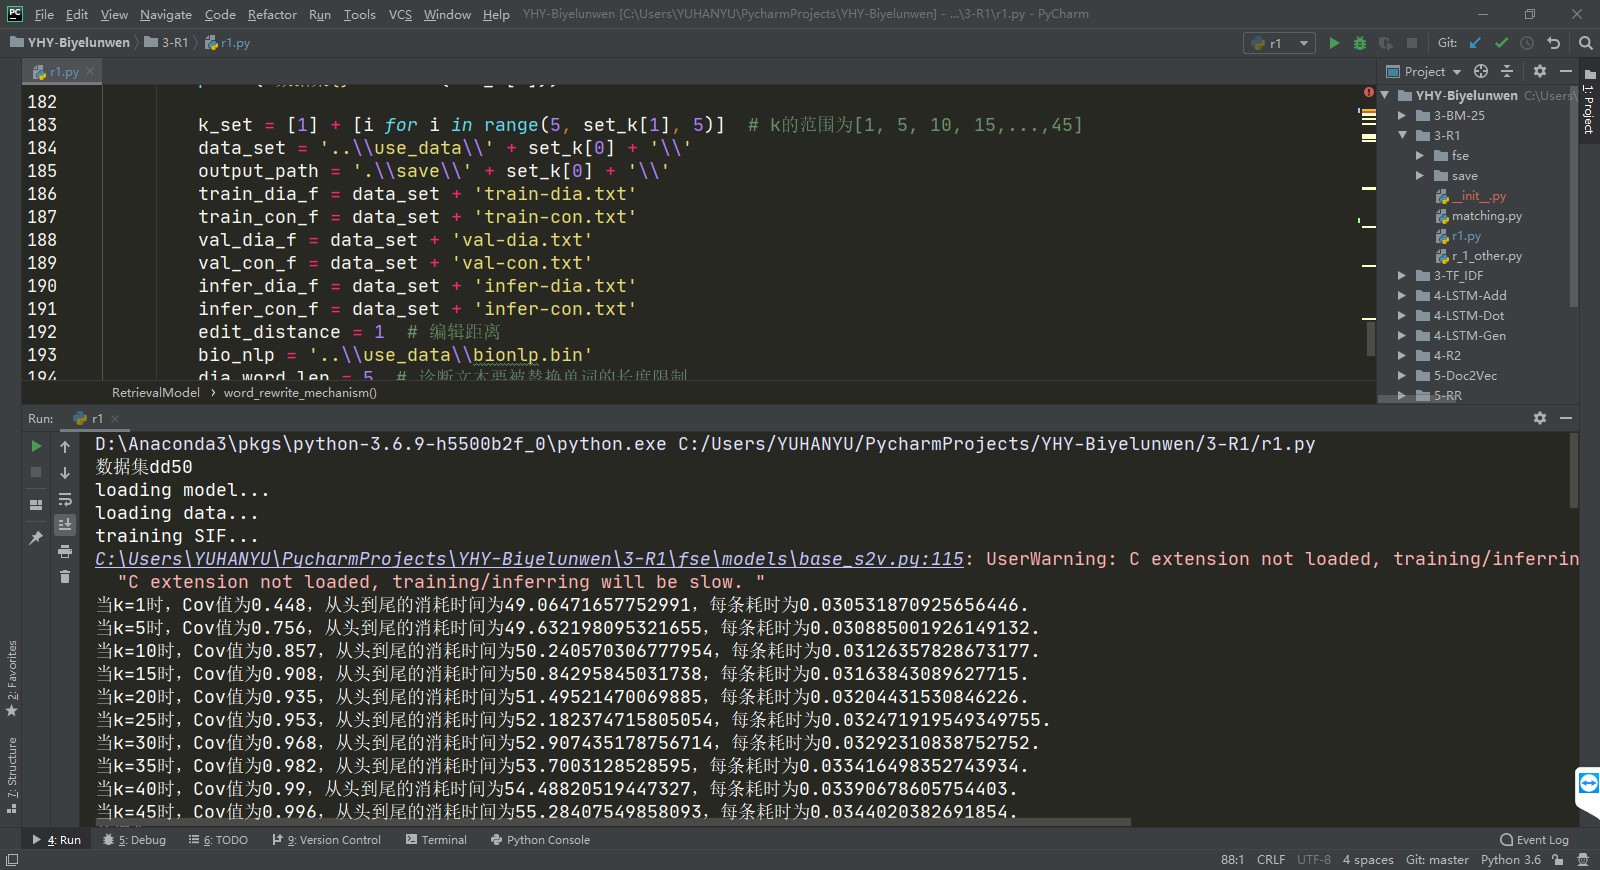 PC File Edit View Navigate Code Refactor Run Tools VCS Window Help YHY-Biyelunwen [C:\Users\YUHANYU\PycharmProjects\YHY-Biyelunwen] - ...\3-R1\r1.py - PyCharm
YHY-Biyelunwen 3-R1 r1.py r1 Git:
r1.py
182
183 k_set = [1] + [i for i in range(5, set_k[1], 5)] # k的范围为[1, 5, 10, 15,...,45]
184 data_set = '..\\use_data\\' + set_k[0] + '\\'
185 output_path = '.\\save\\' + set_k[0] + '\\'
186 train_dia_f = data_set + 'train-dia.txt'
187 train_con_f = data_set + 'train-con.txt'
188 val_dia_f = data_set + 'val-dia.txt'
189 val_con_f = data_set + 'val-con.txt'
190 infer_dia_f = data_set + 'infer-dia.txt'
191 infer_con_f = data_set + 'infer-con.txt'
192 edit_distance = 1 # 编辑距离
193 bio_nlp = '..\\use_data\\bionlp.bin'
194 dia_word_len = 5 # 诊断文本要被替换单词的长度限制
RetrievalModel word_rewrite_mechanism()
Project
YHY-Biyelunwen C:\Users\
3-BM-25
3-R1
fse
save
__init__.py
matching.py
r1.py
r_1_other.py
3-TF_IDF
4-LSTM-Add
4-LSTM-Dot
4-LSTM-Gen
4-R2
5-Doc2Vec
5-RR
1: Project
Run: r1
D:\Anaconda3\pkgs\python-3.6.9-h5500b2f_0\python.exe C:/Users/YUHANYU/PycharmProjects/YHY-Biyelunwen/3-R1/r1.py
数据集dd50
loading model...
loading data...
training SIF...
C:\Users\YUHANYU\PycharmProjects\YHY-Biyelunwen\3-R1\fse\models\base_s2v.py:115: UserWarning: C extension not loaded, training/inferrin
"C extension not loaded, training/inferring will be slow. "
当k=1时，Cov值为0.448，从头到尾的消耗时间为49.06471657752991，每条耗时为0.030531870925656446.
当k=5时，Cov值为0.756，从头到尾的消耗时间为49.632198095321655，每条耗时为0.030885001926149132.
当k=10时，Cov值为0.857，从头到尾的消耗时间为50.240570306777954，每条耗时为0.03126357828673177.
当k=15时，Cov值为0.908，从头到尾的消耗时间为50.84295845031738，每条耗时为0.03163843089627715.
当k=20时，Cov值为0.935，从头到尾的消耗时间为51.49521470069885，每条耗时为0.03204431530846226.
当k=25时，Cov值为0.953，从头到尾的消耗时间为52.182374715805054，每条耗时为0.032471919549349755.
当k=30时，Cov值为0.968，从头到尾的消耗时间为52.907435178756714，每条耗时为0.03292310838752752.
当k=35时，Cov值为0.982，从头到尾的消耗时间为53.7003128528595，每条耗时为0.033416498352743934.
当k=40时，Cov值为0.99，从头到尾的消耗时间为54.48820519447327，每条耗时为0.03390678605754403.
当k=45时，Cov值为0.996，从头到尾的消耗时间为55.28407549858093，每条耗时为0.0344020382691854.
2: Favorites
7: Structure
4: Run 5: Debug 6: TODO 9: Version Control Terminal Python Console Event Log
88:1 CRLF UTF-8 4 spaces Git: master Python 3.6